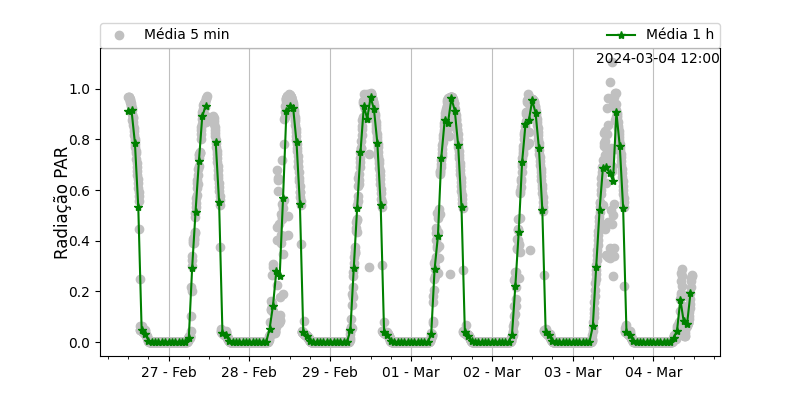 Média 5 min
Média 1 h
2024-03-04 12:00
Radiação PAR
1.0
0.8
0.6
0.4
0.2
0.0
27 - Feb
28 - Feb
29 - Feb
01 - Mar
02 - Mar
03 - Mar
04 - Mar